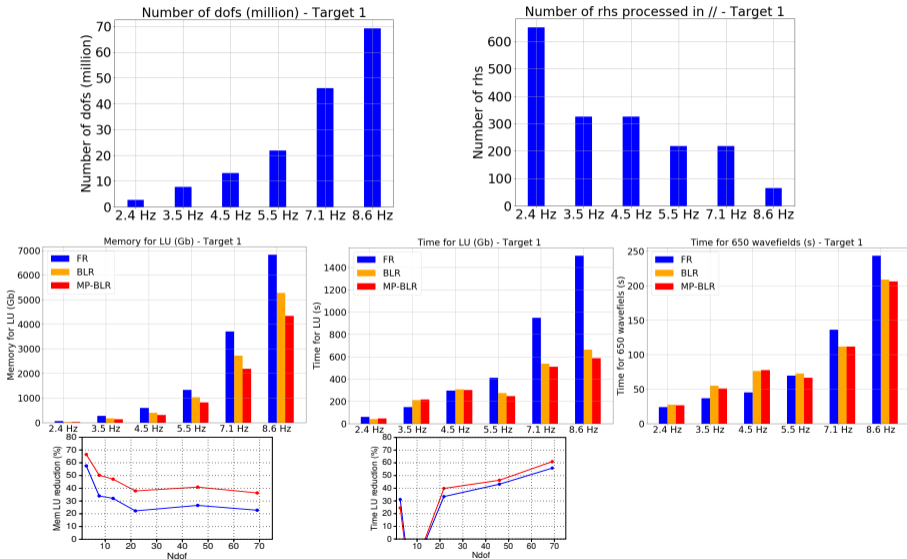 Number of dofs (million) - Target 1
Number of dofs (million)
70
60
50
40
30
20
10
0
2.4 Hz 3.5 Hz 4.5 Hz 5.5 Hz 7.1 Hz 8.6 Hz
Number of rhs processed in // - Target 1
Number of rhs
600
500
400
300
200
100
0
2.4 Hz 3.5 Hz 4.5 Hz 5.5 Hz 7.1 Hz 8.6 Hz
Memory for LU (Gb) - Target 1
Memory for LU (Gb)
7000
6000
5000
4000
3000
2000
1000
0
FR
BLR
MP-BLR
2.4 Hz 3.5 Hz 4.5 Hz 5.5 Hz 7.1 Hz 8.6 Hz
Time for LU (Gb) - Target 1
Time for LU (s)
1400
1200
1000
800
600
400
200
0
FR
BLR
MP-BLR
2.4 Hz 3.5 Hz 4.5 Hz 5.5 Hz 7.1 Hz 8.6 Hz
Time for 650 wavefields (s) - Target 1
Time for 650 wavefiels (s)
250
200
150
100
50
0
FR
BLR
MP-BLR
2.4 Hz 3.5 Hz 4.5 Hz 5.5 Hz 7.1 Hz 8.6 Hz
Mem LU reduction (%)
80
70
60
50
40
30
20
10
0
0 10 20 30 40 50 60 70
Ndof
Time LU reduction (%)
80
70
60
50
40
30
20
10
0
0 10 20 30 40 50 60 70
Ndof